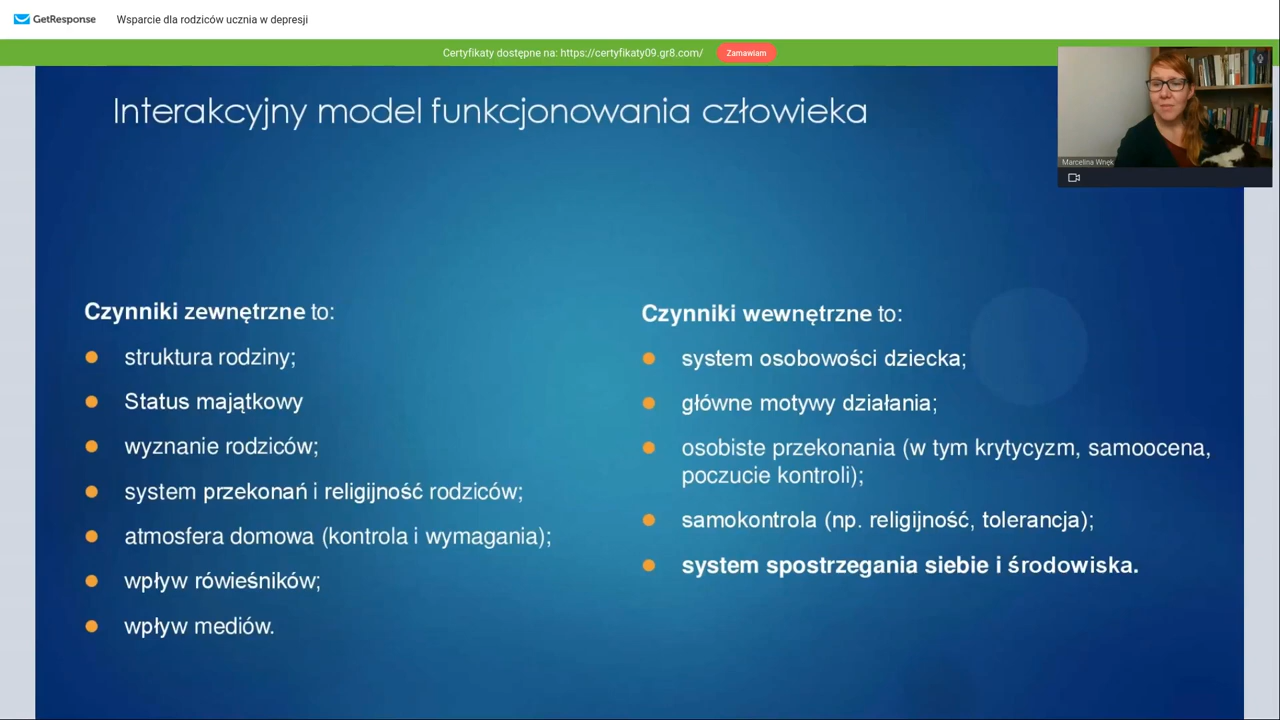 GetResponse
Wsparcie dla rodziców ucznia w depresji
Certyfikaty dostępne na: https://certyfikaty09.gr8.com/
Zamawiam
Interakcyjny model funkcjonowania człowieka
Marcelina Wnęk
Czynniki zewnętrzne to:
struktura rodziny;
Status majątkowy
wyznanie rodziców;
system przekonań i religijność rodziców;
atmosfera domowa (kontrola i wymagania);
wpływ rówieśników;
wpływ mediów.
Czynniki wewnętrzne to:
system osobowości dziecka;
główne motywy działania;
osobiste przekonania (w tym krytycyzm, samoocena,
poczucie kontroli);
samokontrola (np. religijność, tolerancja);
system spostrzegania siebie i środowiska.